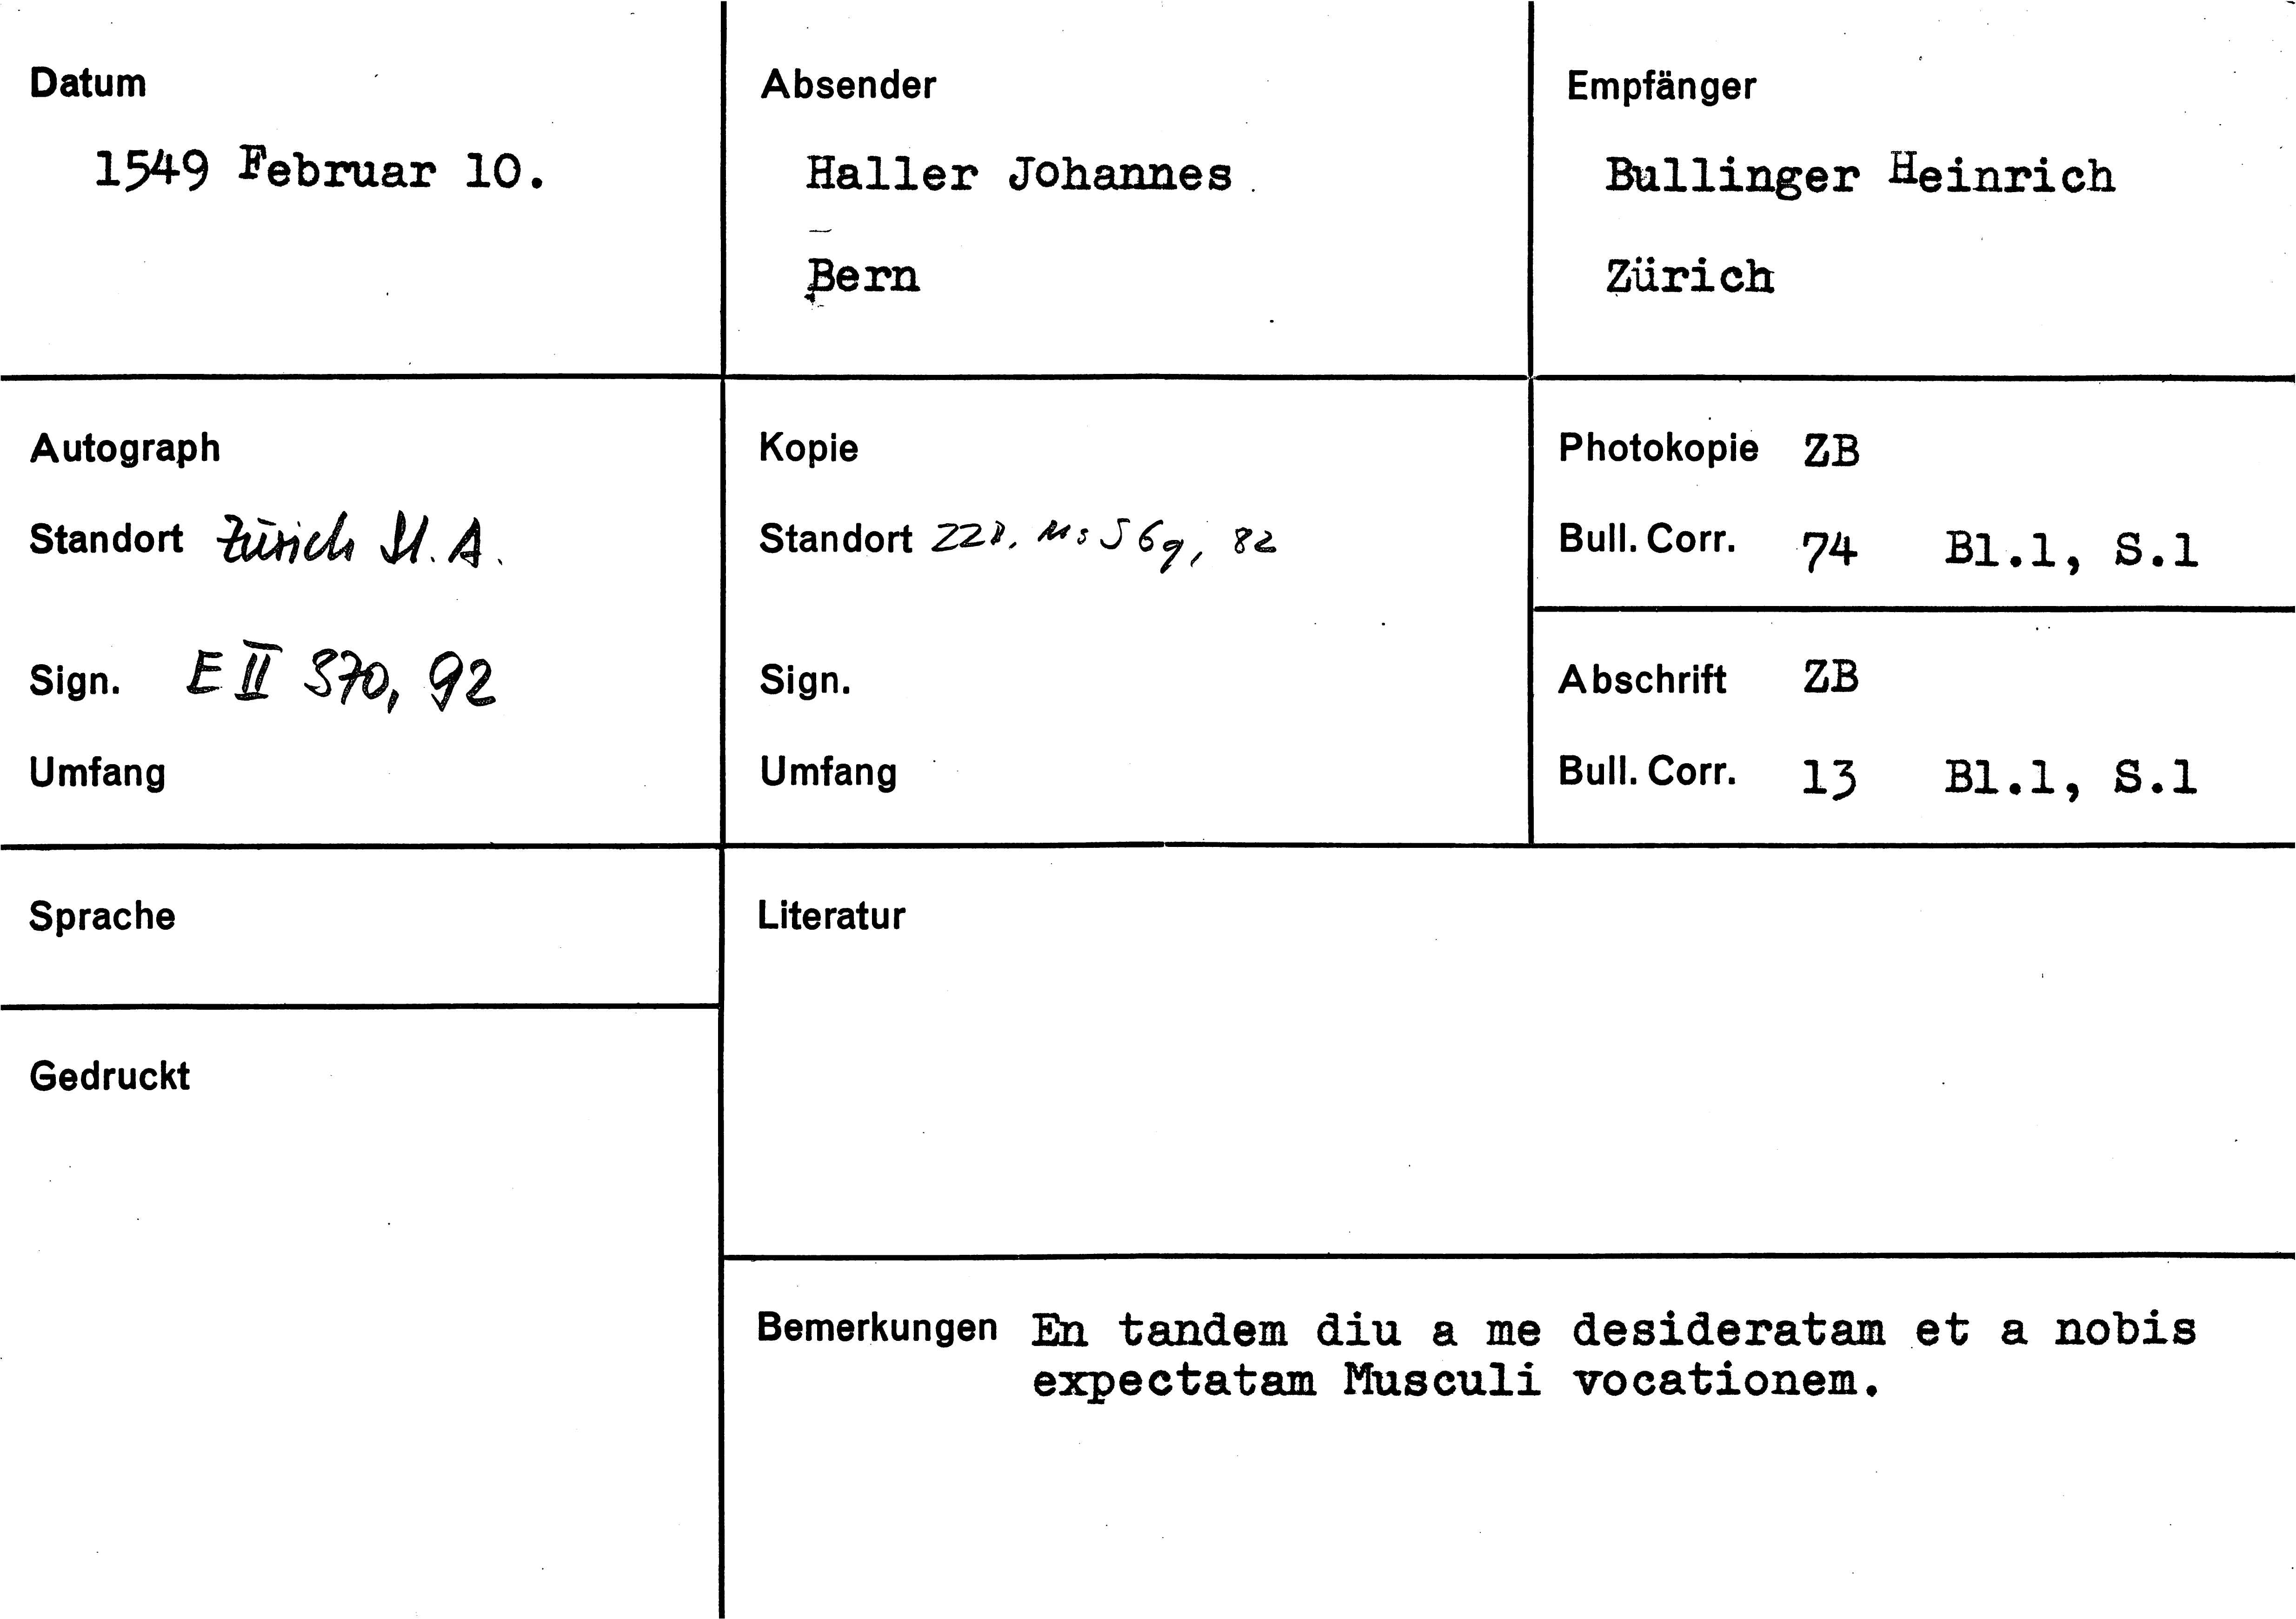 Datum
1549 Februar 10.
Absender
Haller Johannes
Bern
Empfänger
Bullinger Heinrich
Zürich
Autograph
Standort Zürich St. A.
Sign. E II 370, 92
Umfang
Kopie
Standort ZZB, Ms S 69, 82
Sign.
Umfang
Photokopie ZB
Bull. Corr. 74 Bl.1, S.1
Abschrift ZB
Bull. Corr. 13 Bl.1, S.1
Sprache
Gedruckt
Literatur
Bemerkungen En tandem diu a me desideratam et a nobis
expectatam Musculi vocationem.